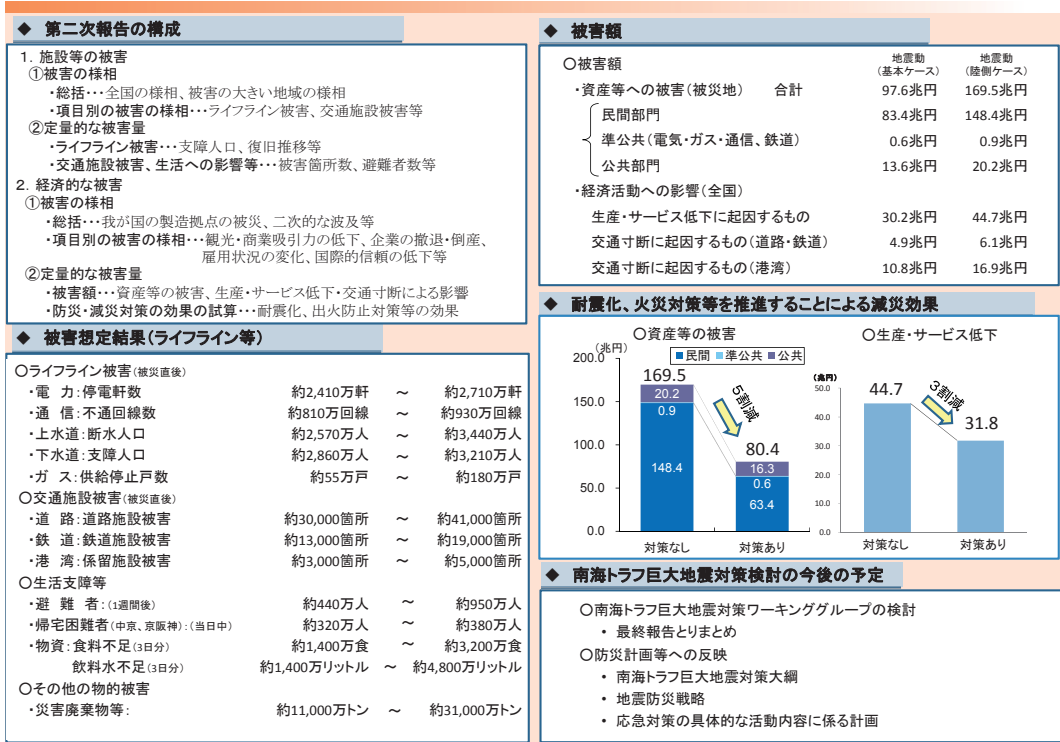 ◆ 第二次報告の構成
1. 施設等の被害
①被害の様相
・総括・・・全国の様相、被害の大きい地域の様相
・項目別の被害の様相・・・ライフライン被害、交通施設被害等
②定量的な被害量
・ライフライン被害・・・支障人口、復旧推移等
・交通施設被害、生活への影響等・・・被害箇所数、避難者数等
2. 経済的な被害
①被害の様相
・総括・・・我が国の製造拠点の被災、二次的な波及等
・項目別の被害の様相・・・観光・商業吸引力の低下、企業の撤退・倒産、
雇用状況の変化、国際的信頼の低下等
②定量的な被害量
・被害額・・・資産等の被害、生産・サービス低下・交通寸断による影響
・防災・減災対策の効果の試算・・・耐震化、出火防止対策等の効果
◆ 被害想定結果(ライフライン等)
○ライフライン被害(被災直後)
・電 力:停電軒数 約2,410万軒 ~ 約2,710万軒
・通 信:不通回線数 約810万回線 ~ 約930万回線
・上水道:断水人口 約2,570万人 ~ 約3,440万人
・下水道:支障人口 約2,860万人 ~ 約3,210万人
・ガ ス:供給停止戸数 約55万戸 ~ 約180万戸
○交通施設被害(被災直後)
・道 路:道路施設被害 約30,000箇所 ~ 約41,000箇所
・鉄 道:鉄道施設被害 約13,000箇所 ~ 約19,000箇所
・港 湾:係留施設被害 約3,000箇所 ~ 約5,000箇所
○生活支障等
・避 難 者:(1週間後) 約440万人 ~ 約950万人
・帰宅困難者(中京、京阪神):(当日中) 約320万人 ~ 約380万人
・物資:食料不足(3日分) 約1,400万食 ~ 約3,200万食
飲料水不足(3日分) 約1,400万リットル ~ 約4,800万リットル
○その他の物的被害
・災害廃棄物等: 約11,000万トン ~ 約31,000万トン
◆ 被害額
地震動 地震動
○被害額 (基本ケース) (陸側ケース)
・資産等への被害(被災地) 合計 97.6兆円 169.5兆円
民間部門 83.4兆円 148.4兆円
準公共(電気・ガス・通信、鉄道) 0.6兆円 0.9兆円
公共部門 13.6兆円 20.2兆円
・経済活動への影響(全国)
生産・サービス低下に起因するもの 30.2兆円 44.7兆円
交通寸断に起因するもの(道路・鉄道) 4.9兆円 6.1兆円
交通寸断に起因するもの(港湾) 10.8兆円 16.9兆円
◆ 耐震化、火災対策等を推進することによる減災効果
○資産等の被害
(兆円)
■民間 ■準公共 ■公共
200.0
150.0
100.0
50.0
0.0
169.5
20.2
0.9
148.4
5割減
80.4
16.3
0.6
63.4
対策なし 対策あり
○生産・サービス低下
(兆円)
50.0
40.0
30.0
20.0
10.0
0.0
44.7
3割減
31.8
対策なし 対策あり
◆ 南海トラフ巨大地震対策検討の今後の予定
○南海トラフ巨大地震対策ワーキンググループの検討
• 最終報告とりまとめ
○防災計画等への反映
• 南海トラフ巨大地震対策大綱
• 地震防災戦略
• 応急対策の具体的な活動内容に係る計画